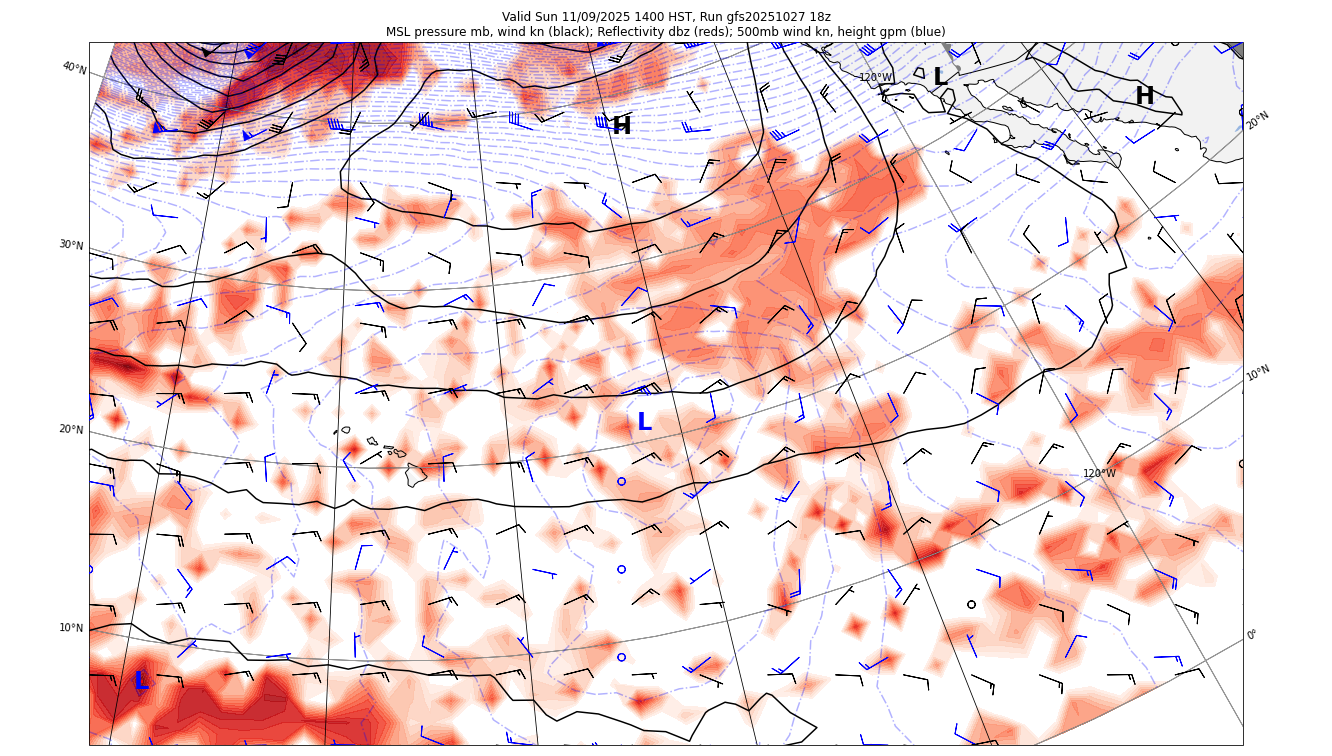 Valid Sun 11/09/2025 1400 HST, Run gfs20251027 18z
MSL pressure mb, wind kn (black); Reflectivity dbz (reds); 500mb wind kn, height gpm (blue)
40°N
120°W
L
H
H
20°N
30°N
10°N
L
20°N
120°W
10°N
0°
L